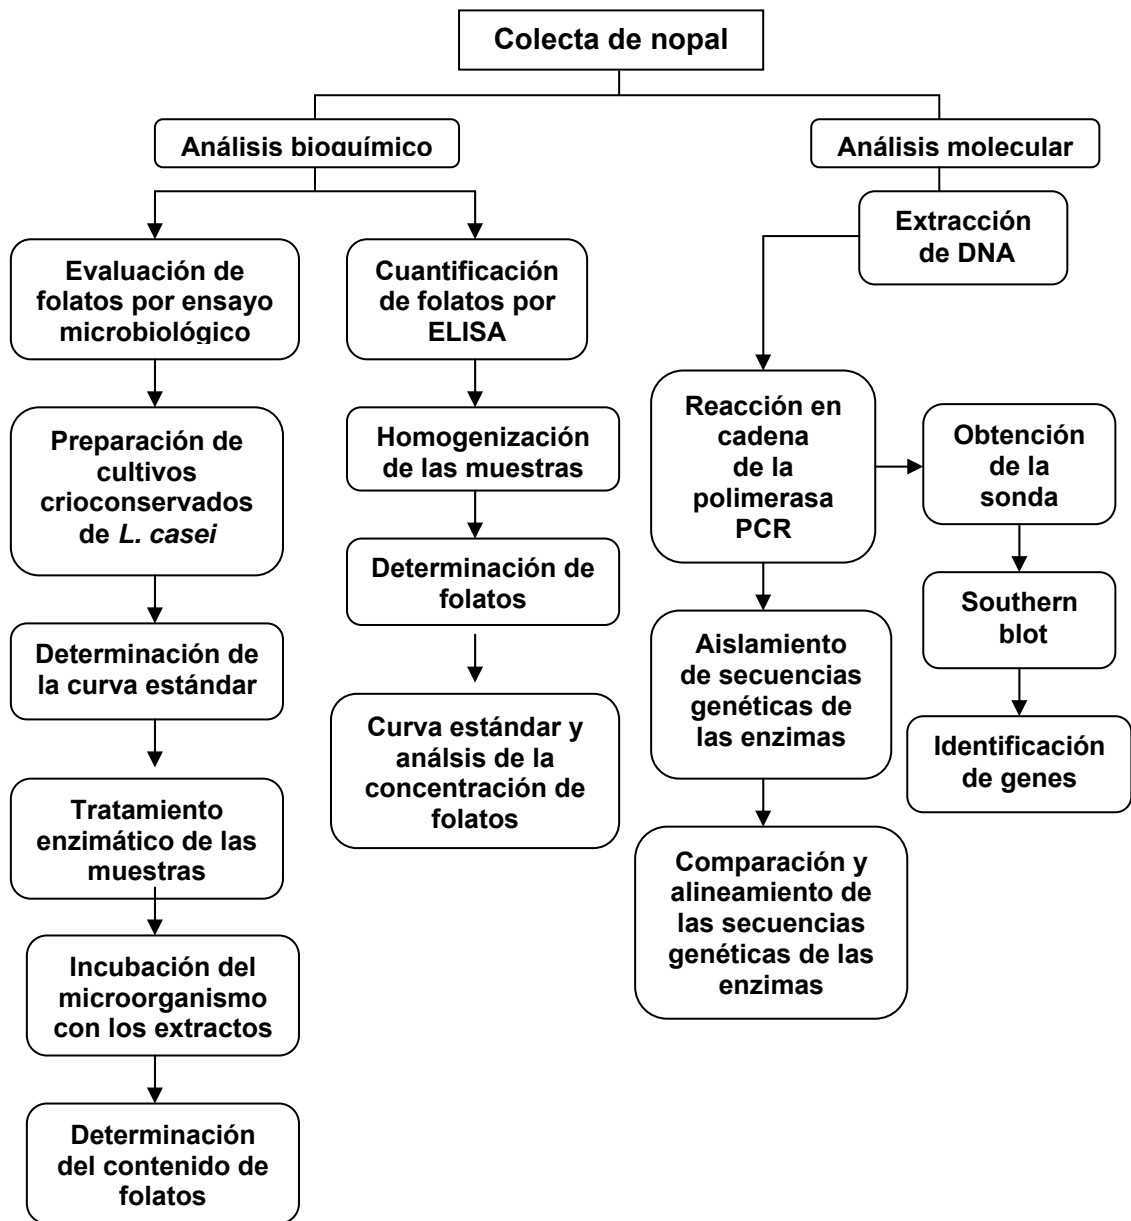 Colecta de nopal
Análisis bioquímico
Análisis molecular
Evaluación de
folatos por ensayo
microbiológico
Preparación de
cultivos
crioconservados
de L. casei
Determinación de
la curva estándar
Tratamiento
enzimático de las
muestras
Incubación del
microorganismo
con los extractos
Determinación
del contenido de
folatos
Cuantificación
de folatos por
ELISA
Homogenización
de las muestras
Determinación de
folatos
Curva estándar y
análsis de la
concentración de
folatos
Extracción
de DNA
Reacción en
cadena
de la
polimerasa
PCR
Aislamiento
de secuencias
genéticas de
las enzimas
Comparación y
alineamiento de
las secuencias
genéticas de las
enzimas
Obtención
de la
sonda
Southern
blot
Identificación
de genes